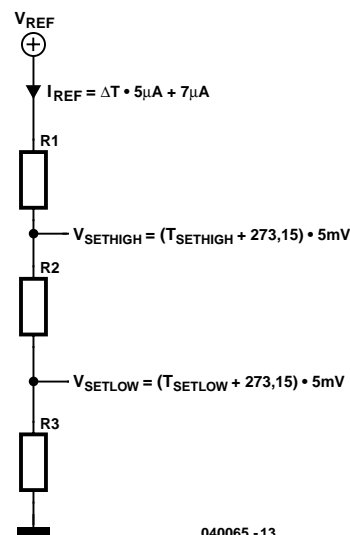 VREF
IREF = ΔT • 5µA + 7µA
R1
VSETHIGH = (TSETHIGH + 273,15) • 5mV
R2
VSETLOW = (TSETLOW + 273,15) • 5mV
R3
040065 - 13